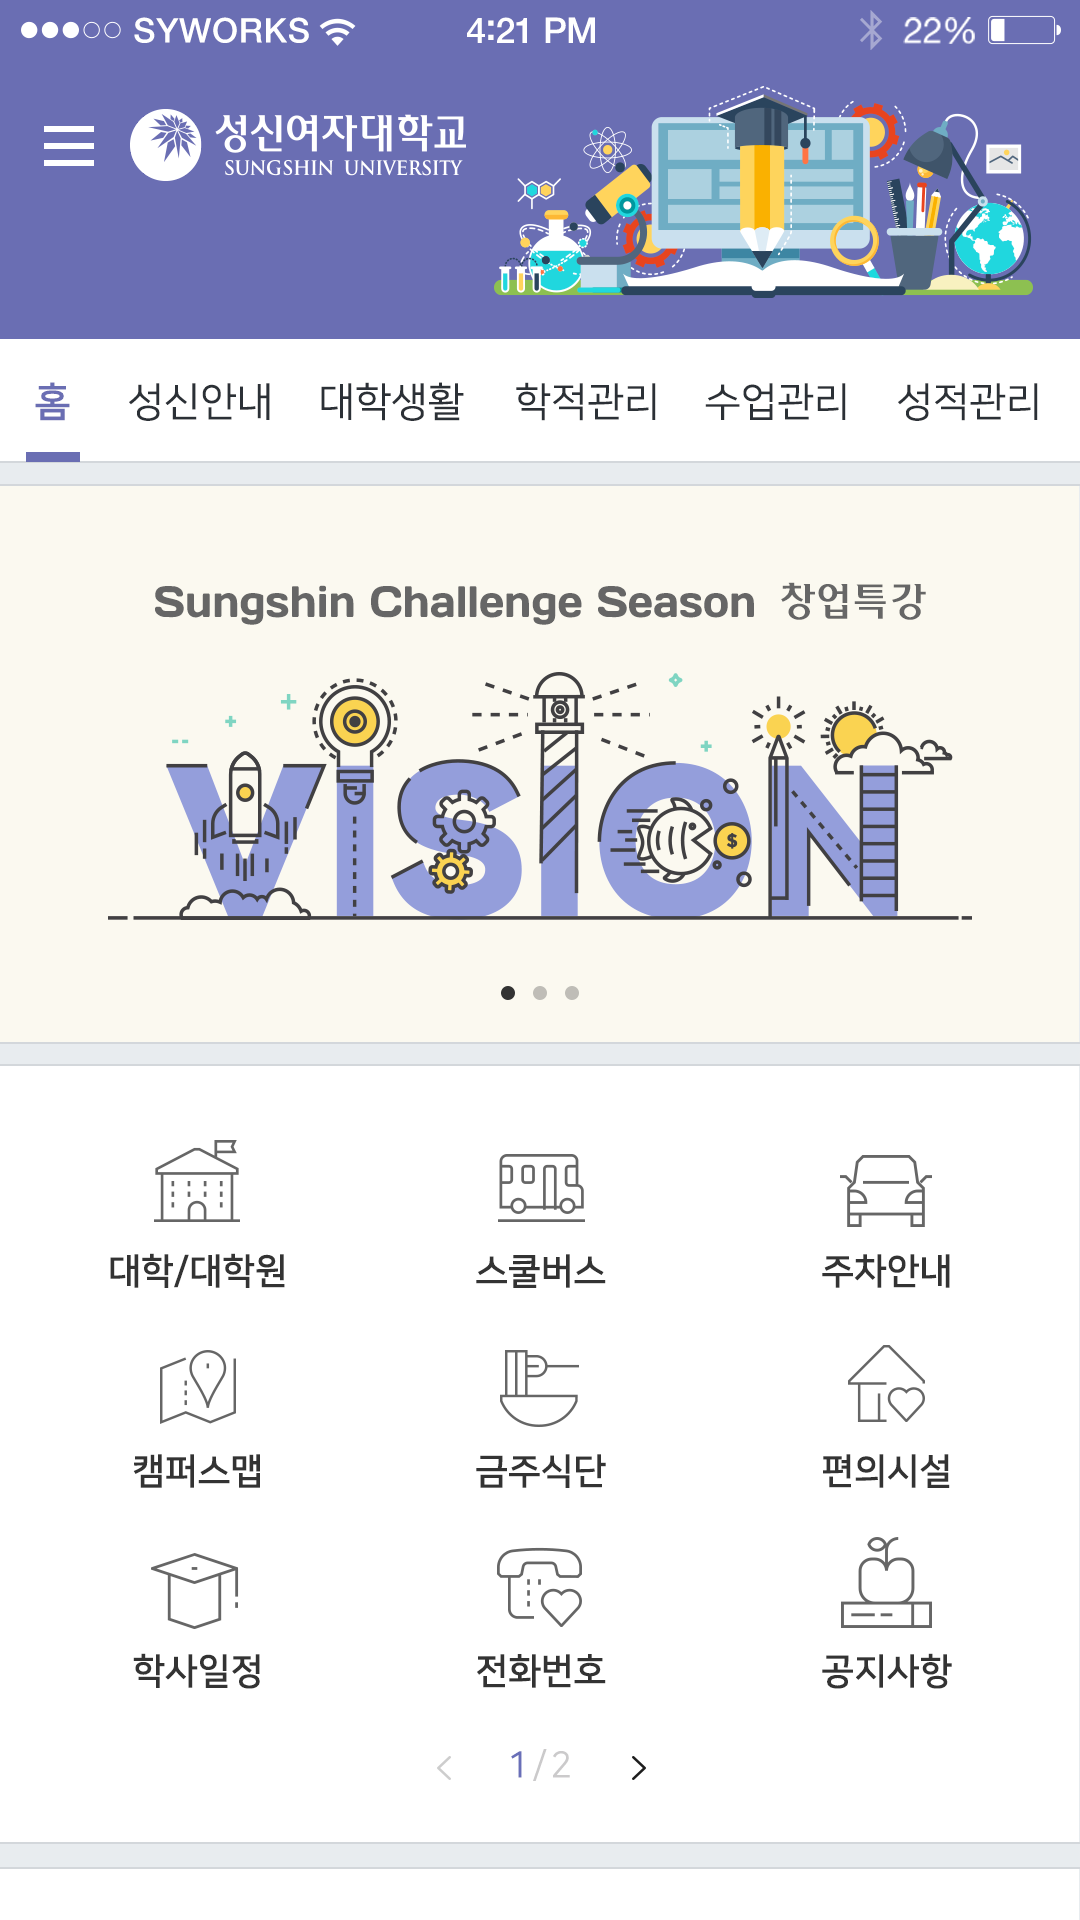 SYWORKS 4:21 PM 22%
성신여자대학교
SUNGSHIN UNIVERSITY
홈 성신안내 대학생활 학적관리 수업관리 성적관리
Sungshin Challenge Season 창업특강
VISION
$
대학/대학원 스쿨버스 주차안내
캠퍼스맵 금주식단 편의시설
학사일정 전화번호 공지사항
1/2